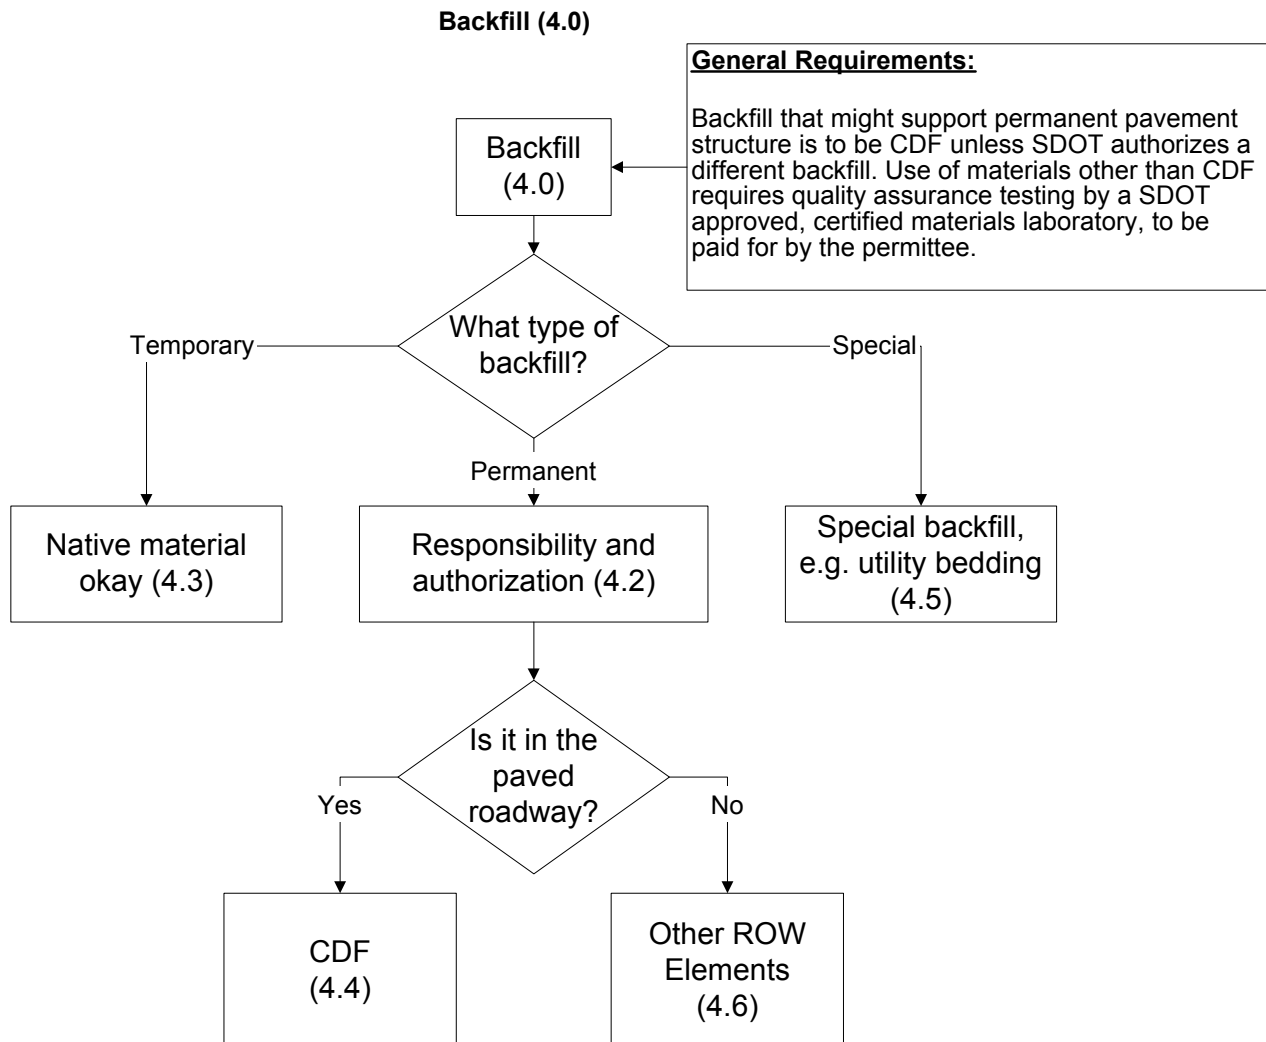 Backfill (4.0)
General Requirements:
Backfill that might support permanent pavement
structure is to be CDF unless SDOT authorizes a
different backfill. Use of materials other than CDF
requires quality assurance testing by a SDOT
approved, certified materials laboratory, to be
paid for by the permittee.
Backfill
(4.0)
What type of
backfill?
Temporary
Special
Permanent
Native material
okay (4.3)
Responsibility and
authorization (4.2)
Special backfill,
e.g. utility bedding
(4.5)
Is it in the
paved
roadway?
Yes
No
CDF
(4.4)
Other ROW
Elements
(4.6)